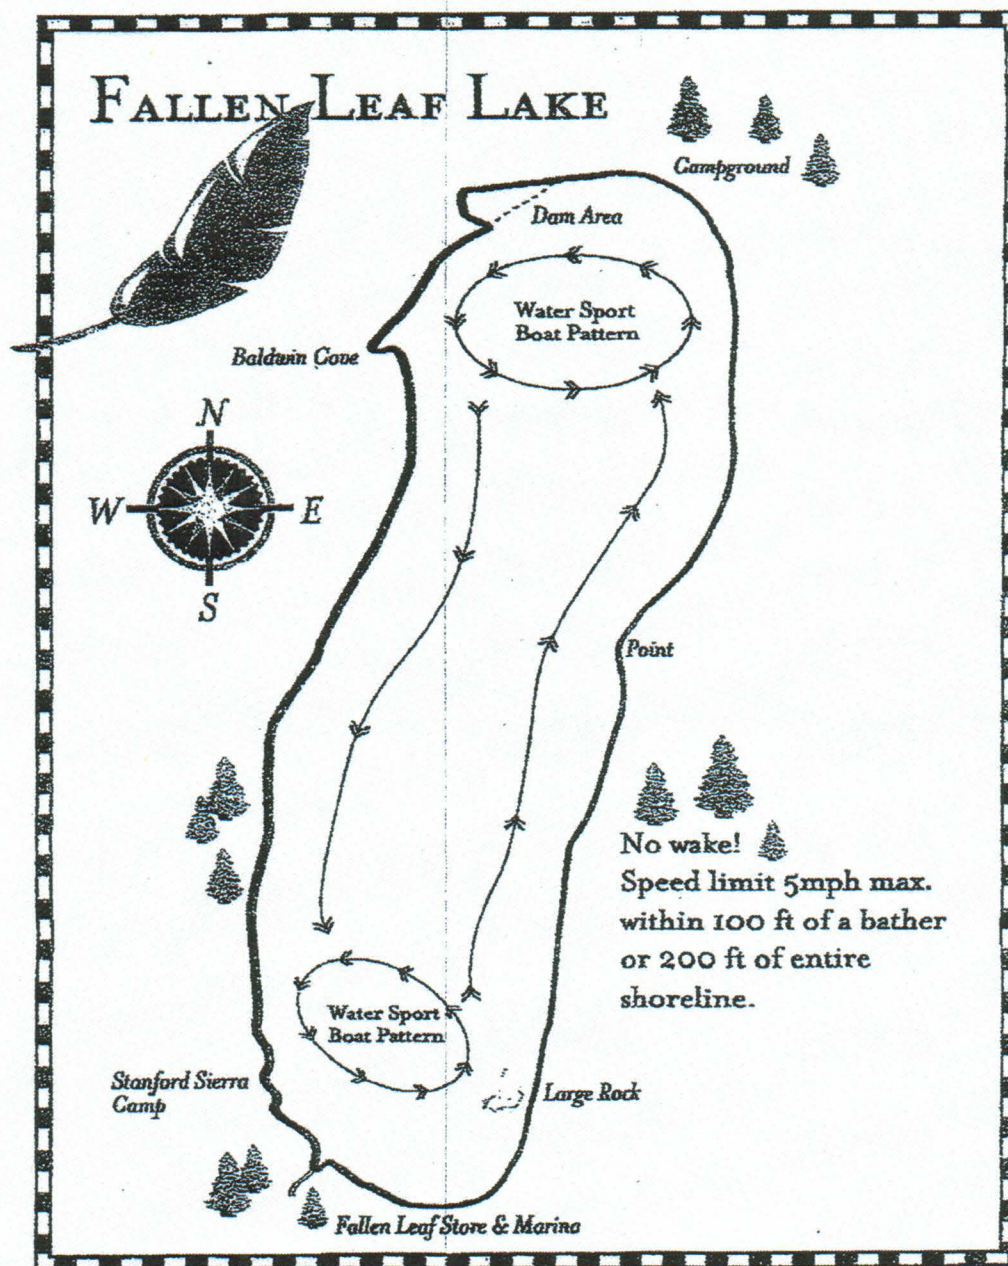 Fallen Leaf Lake
Campground
Dam Area
Water Sport
Boat Pattern
Baldwin Cove
N
W
E
S
Point
No wake!
Speed limit 5mph max.
within 100 ft of a bather
or 200 ft of entire
shoreline.
Water Sport
Boat Pattern
Stanford Sierra
Camp
Large Rock
Fallen Leaf Store & Marina